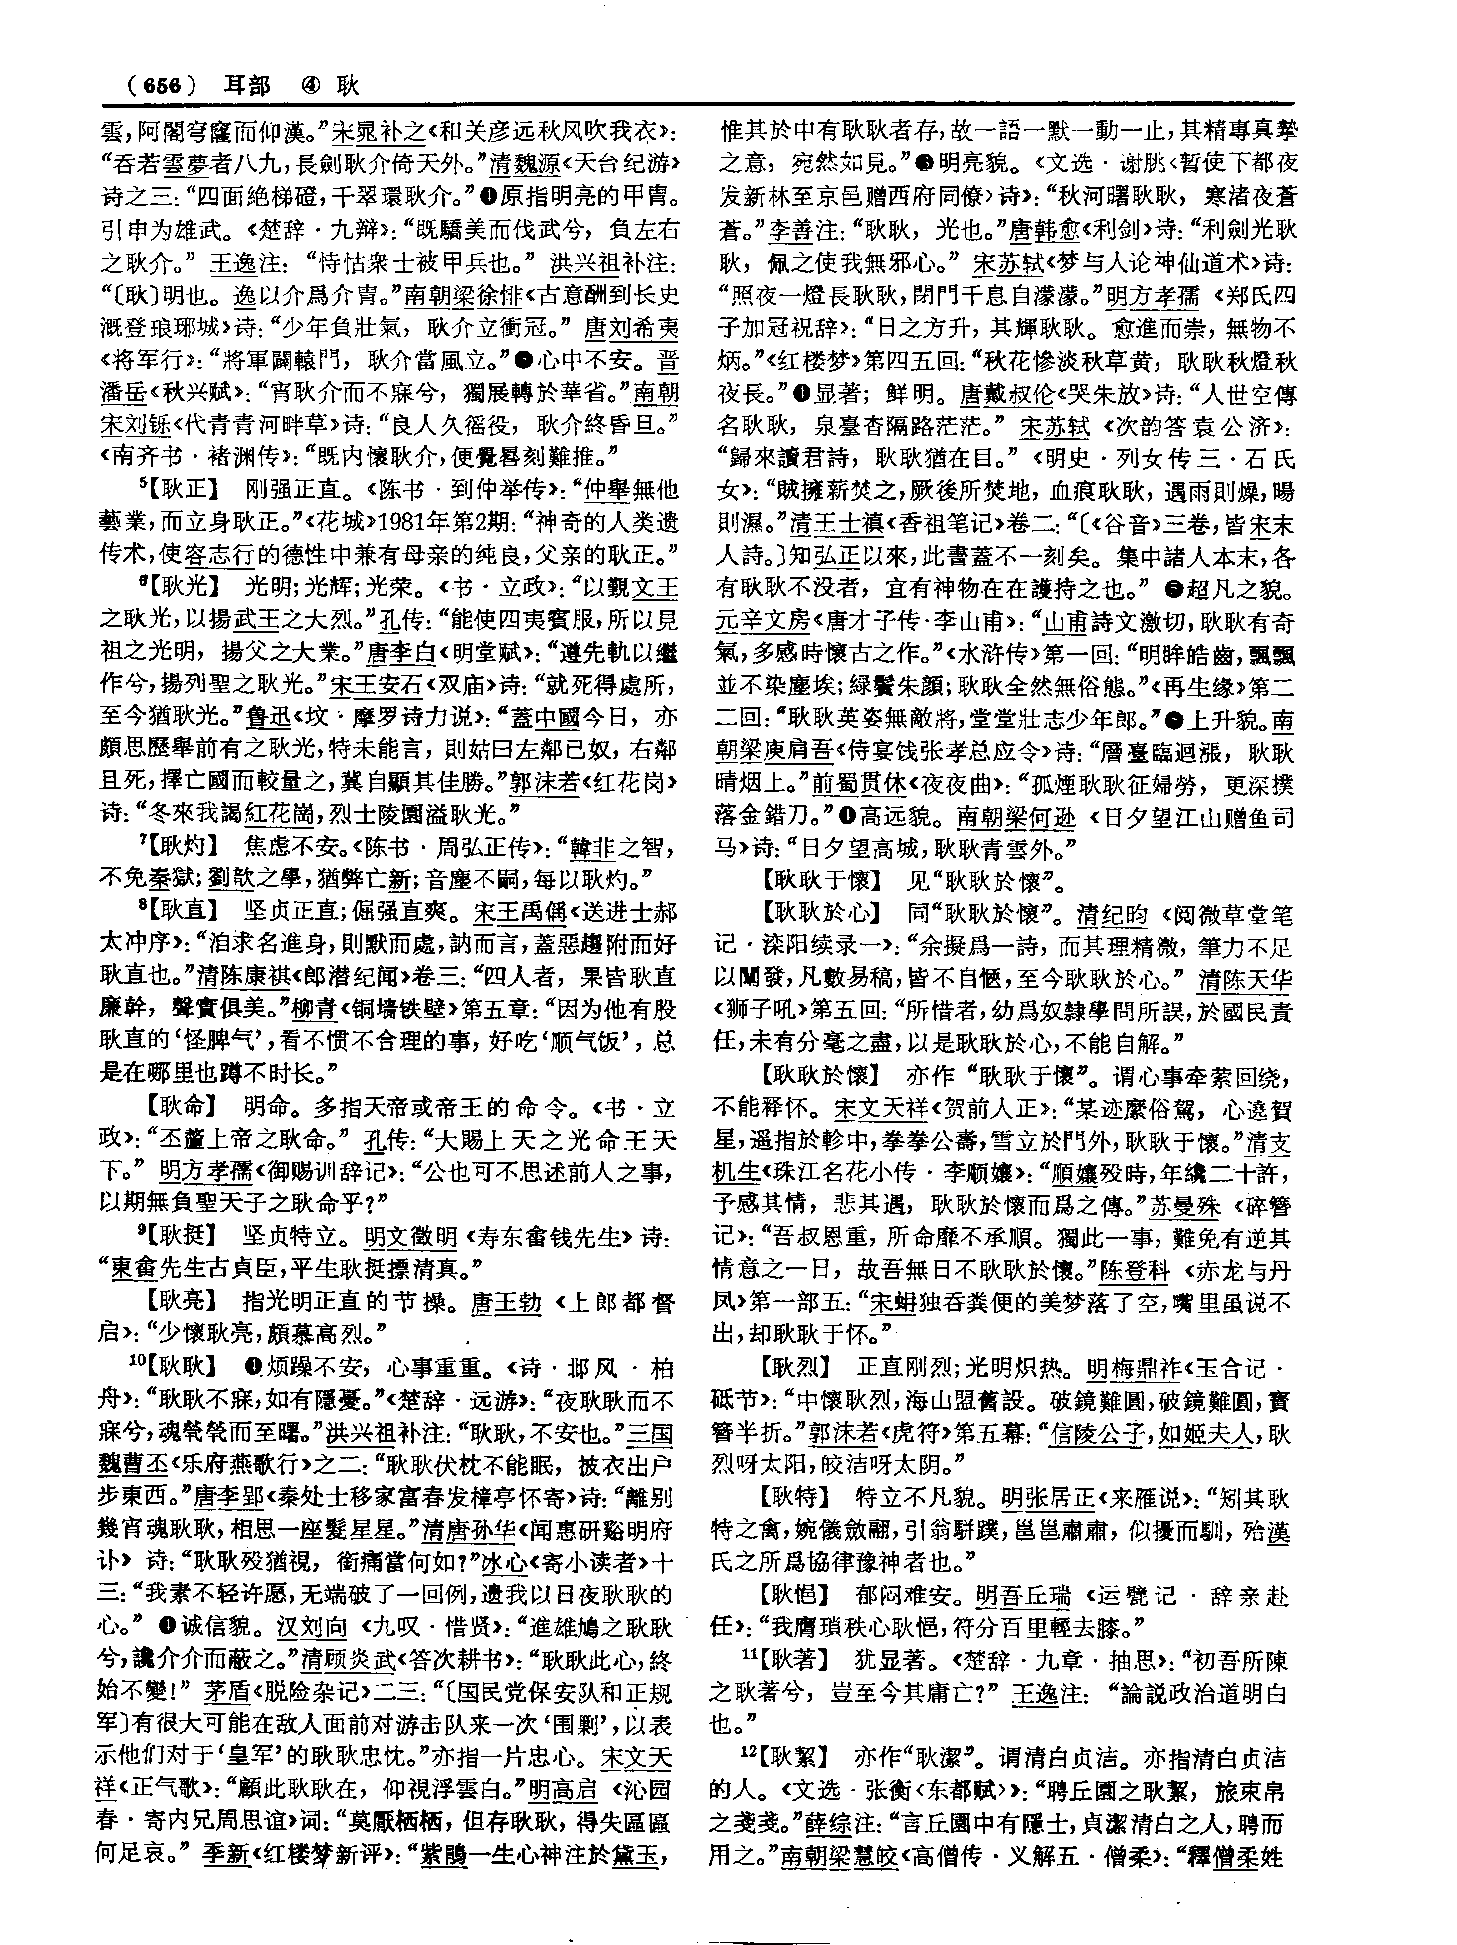 （656） 耳部 ④ 耿
雲，阿閣穹窿而仰漢。”宋晁补之《和关彦远秋风吹我衣》：
“吞若雲夢者八九，長劍耿介倚天外。”清魏源《天台纪游》
诗之三：“四面絶梯磴，千翠環耿介。”❹原指明亮的甲胄。
引申为雄武。《楚辞·九辩》：“既驕美而伐武兮，負左右
之耿介。”王逸注：“恃怙衆士被甲兵也。”洪兴祖补注：
“〔耿〕明也。逸以介爲介胄。”南朝梁徐悱《古意酬到长史
溉登琅琊城》诗：“少年負壯氣，耿介立衝冠。”唐刘希夷
《将军行》：“將軍闢轅門，耿介當風立。”❺心中不安。晋
潘岳《秋兴赋》：“宵耿介而不寐兮，獨展轉於華省。”南朝
宋刘铄《代青青河畔草》诗：“良人久徭役，耿介終昏旦。”
《南齐书·褚渊传》：“既内懷耿介，便覺晷刻難推。”
⁵【耿正】 刚强正直。《陈书·到仲举传》：“仲舉無他
藝業，而立身耿正。”《花城》1981年第2期：“神奇的人类遗
传术，使容志行的德性中兼有母亲的纯良，父亲的耿正。”
⁶【耿光】 光明；光辉；光荣。《书·立政》：“以覲文王
之耿光，以揚武王之大烈。”孔传：“能使四夷賓服，所以見
祖之光明，揚父之大業。”唐李白《明堂赋》：“遵先軌以繼
作兮，揚列聖之耿光。”宋王安石《双庙》诗：“就死得處所，
至今猶耿光。”鲁迅《坟·摩罗诗力说》：“蓋中國今日，亦
頗思歷舉前有之耿光，特未能言，則姑曰左鄰已奴，右鄰
且死，擇亡國而較量之，冀自顯其佳勝。”郭沫若《红花岗》
诗：“冬來我謁紅花崗，烈士陵園溢耿光。”
⁷【耿灼】 焦虑不安。《陈书·周弘正传》：“韓非之智，
不免秦獄；劉歆之學，猶弊亡新；音塵不嗣，每以耿灼。”
⁸【耿直】 坚贞正直；倔强直爽。宋王禹偁《送进士郝
太冲序》：“洎求名進身，則默而處，訥而言，蓋惡趨附而好
耿直也。”清陈康祺《郎潜纪闻》卷三：“四人者，果皆耿直
廉幹，聲實俱美。”柳青《铜墙铁壁》第五章：“因为他有股
耿直的‘怪脾气’，看不惯不合理的事，好吃‘顺气饭’，总
是在哪里也蹲不时长。”
【耿命】 明命。多指天帝或帝王的命令。《书·立
政》：“丕釐上帝之耿命。”孔传：“大賜上天之光命王天
下。”明方孝孺《御赐训辞记》：“公也可不思述前人之事，
以期無負聖天子之耿命乎？”
⁹【耿挺】 坚贞特立。明文徵明《寿东畲钱先生》诗：
“東畲先生古貞臣，平生耿挺摽清真。”
【耿亮】 指光明正直的节操。唐王勃《上郎都督
启》：“少懷耿亮，頗慕高烈。”
¹⁰【耿耿】 ❶烦躁不安，心事重重。《诗·邶风·柏
舟》：“耿耿不寐，如有隱憂。”《楚辞·远游》：“夜耿耿而不
寐兮，魂煢煢而至曙。”洪兴祖补注：“耿耿，不安也。”三国
魏曹丕《乐府燕歌行》之二：“耿耿伏枕不能眠，披衣出户
步東西。”唐李郢《秦处士移家富春发樟亭怀寄》诗：“離别
幾宵魂耿耿，相思一座髮星星。”清唐孙华《闻惠研谿明府
讣》诗：“耿耿殁猶視，銜痛當何如？”冰心《寄小读者》十
三：“我素不轻许愿，无端破了一回例，遗我以日夜耿耿的
心。”❷诚信貌。汉刘向《九叹·惜贤》：“進雄鳩之耿耿
兮，讒介介而蔽之。”清顾炎武《答次耕书》：“耿耿此心，終
始不變！”茅盾《脱险杂记》二三：“〔国民党保安队和正规
军〕有很大可能在敌人面前对游击队来一次‘围剿’，以表
示他们对于‘皇军’的耿耿忠忱。”亦指一片忠心。宋文天
祥《正气歌》：“顧此耿耿在，仰視浮雲白。”明高启《沁园
春·寄内兄周思谊》词：“莫厭栖栖，但存耿耿，得失區區
何足哀。”季新《红楼梦新评》：“紫鵑一生心神注於黛玉，
惟其於中有耿耿者存，故一語一默一動一止，其精專真摯
之意，宛然如見。”❸明亮貌。《文选·谢朓〈暂使下都夜
发新林至京邑赠西府同僚〉诗》：“秋河曙耿耿，寒渚夜蒼
蒼。”李善注：“耿耿，光也。”唐韩愈《利剑》诗：“利劍光耿
耿，佩之使我無邪心。”宋苏轼《梦与人论神仙道术》诗：
“照夜一燈長耿耿，閉門千息自濛濛。”明方孝孺《郑氏四
子加冠祝辞》：“日之方升，其輝耿耿。愈進而崇，無物不
炳。”《红楼梦》第四五回：“秋花慘淡秋草黄，耿耿秋燈秋
夜長。”❹显著；鲜明。唐戴叔伦《哭朱放》诗：“人世空傳
名耿耿，泉臺杳隔路茫茫。”宋苏轼《次韵答袁公济》：
“歸來讀君詩，耿耿猶在目。”《明史·列女传三·石氏
女》：“賊擁薪焚之，厥後所焚地，血痕耿耿，遇雨則燥，暘
則濕。”清王士禛《香祖笔记》卷二：“〔《谷音》三卷，皆宋末
人詩。〕知弘正以來，此書蓋不一刻矣。集中諸人本末，各
有耿耿不没者，宜有神物在在護持之也。”❺超凡之貌。
元辛文房《唐才子传·李山甫》：“山甫詩文激切，耿耿有奇
氣，多感時懷古之作。”《水浒传》第一回：“明眸皓齒，飄飄
並不染塵埃；緑鬢朱顔，耿耿全然無俗態。”《再生缘》第二
二回：“耿耿英姿無敵將，堂堂壯志少年郎。”❻上升貌。南
朝梁庾肩吾《侍宴饯张孝总应令》诗：“層臺臨迥漲，耿耿
晴烟上。”前蜀贯休《夜夜曲》：“孤煙耿耿征婦勞，更深撲
落金錯刀。”❼高远貌。南朝梁何逊《日夕望江山赠鱼司
马》诗：“日夕望高城，耿耿青雲外。”
【耿耿于懷】 见“耿耿於懷”。
【耿耿於心】 同“耿耿於懷”。清纪昀《阅微草堂笔
记·滦阳续录一》：“余擬爲一詩，而其理精微，筆力不足
以闡發，凡數易稿，皆不自愜，至今耿耿於心。”清陈天华
《狮子吼》第五回：“所惜者，幼爲奴隸學問所誤，於國民責
任，未有分毫之盡，以是耿耿於心，不能自解。”
【耿耿於懷】 亦作“耿耿于懷”。谓心事牵萦回绕，
不能释怀。宋文天祥《贺前人正》：“某迹縻俗駕，心遶賀
星，遥指於軫中，拳拳公壽，雪立於門外，耿耿于懷。”清支
机生《珠江名花小传·李顺孃》：“順孃殁時，年纔二十許，
予感其情，悲其遇，耿耿於懷而爲之傳。”苏曼殊《碎簪
记》：“吾叔恩重，所命靡不承順。獨此一事，難免有逆其
情意之一日，故吾無日不耿耿於懷。”陈登科《赤龙与丹
凤》第一部五：“宋蚺独吞粪便的美梦落了空，嘴里虽说不
出，却耿耿于怀。”
【耿烈】 正直刚烈；光明炽热。明梅鼎祚《玉合记·
砥节》：“中懷耿烈，海山盟舊設。破鏡難圓，破鏡難圓，寳
簪半折。”郭沫若《虎符》第五幕：“信陵公子，如姬夫人，耿
烈呀太阳，皎洁呀太阴。”
【耿特】 特立不凡貌。明张居正《来雁说》：“矧其耿
特之禽，婉儀斂翮，引翁駢蹼，邕邕肅肅，似擾而馴，殆漢
氏之所爲協律豫神者也。”
【耿悒】 郁闷难安。明吾丘瑞《运甓记·辞亲赴
任》：“我膺瑣秩心耿悒，符分百里輕去膝。”
¹¹【耿著】 犹显著。《楚辞·九章·抽思》：“初吾所陳
之耿著兮，豈至今其庸亡？”王逸注：“論説政治道明白
也。”
¹²【耿絜】 亦作“耿潔”。谓清白贞洁。亦指清白贞洁
的人。《文选·张衡〈东都赋〉》：“聘丘園之耿絜，旅束帛
之戔戔。”薛综注：“言丘園中有隱士，貞潔清白之人，聘而
用之。”南朝梁慧皎《高僧传·义解五·僧柔》：“釋僧柔姓